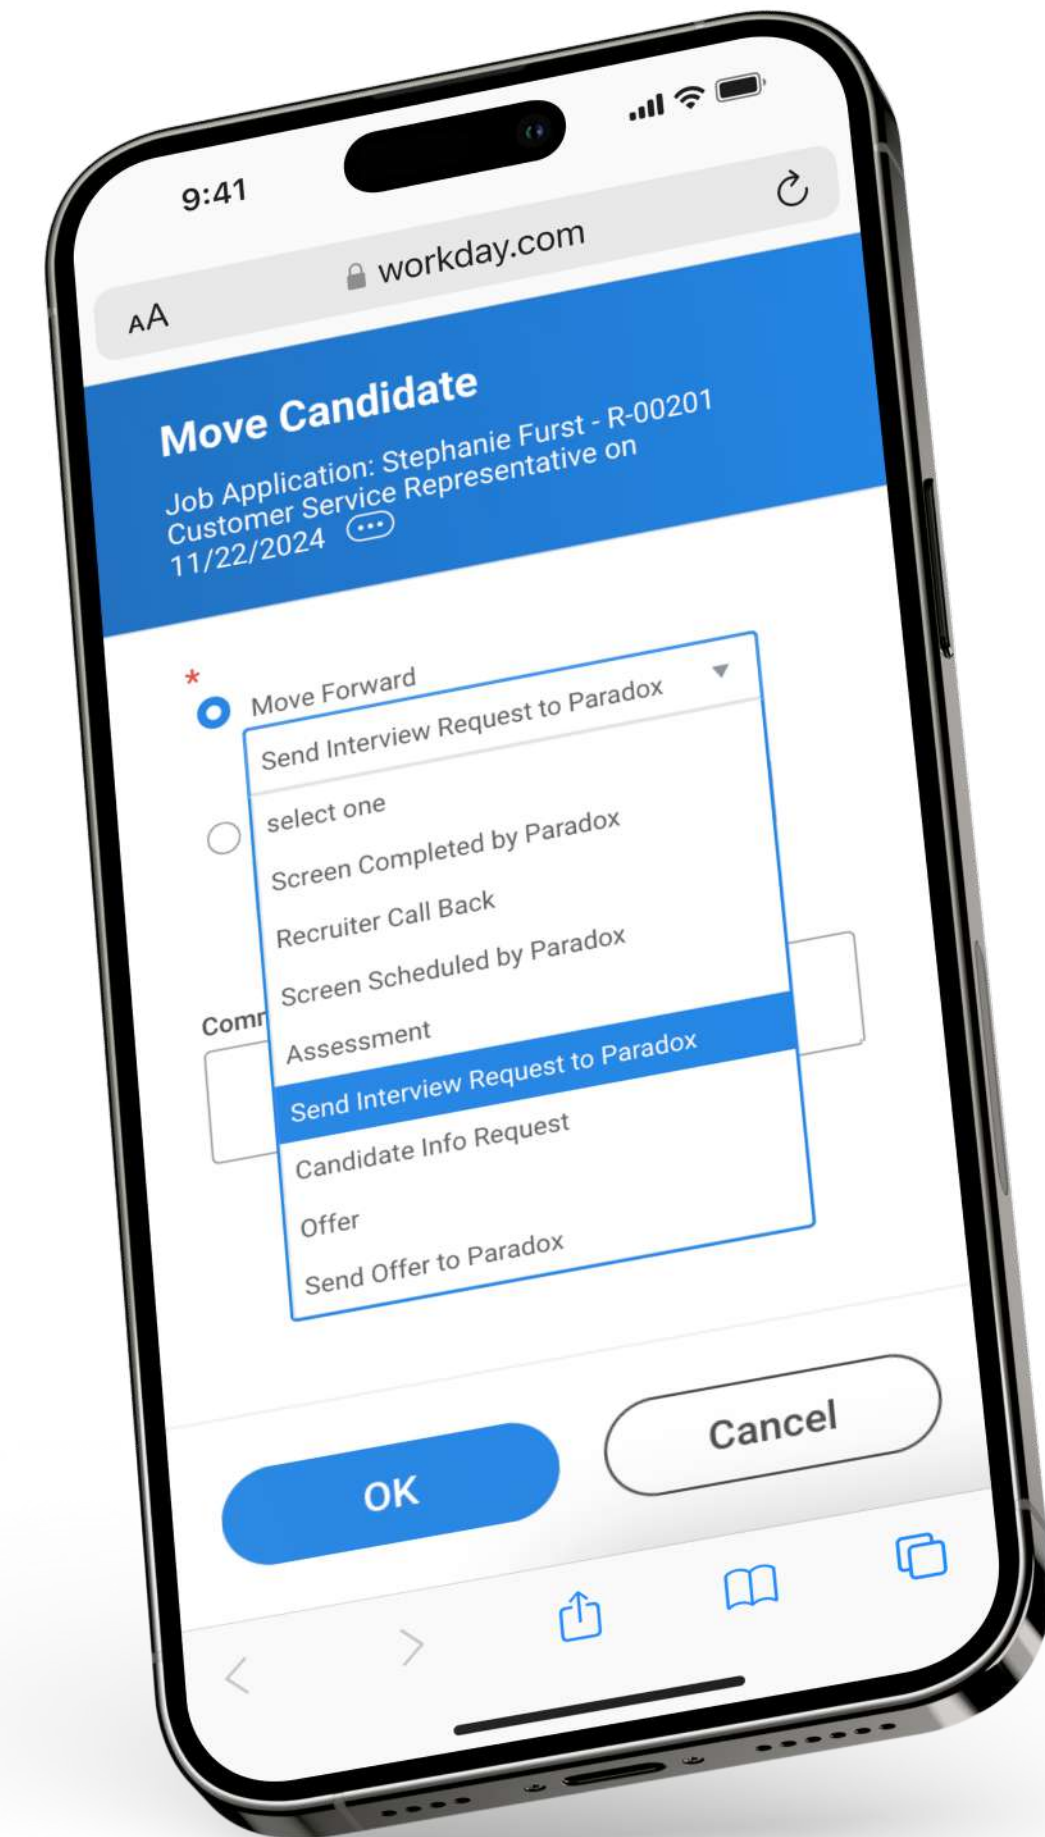 9:41
AA
workday.com
Move Candidate
Job Application: Stephanie Furst - R-00201
Customer Service Representative on
11/22/2024
*
Move Forward
Send Interview Request to Paradox
select one
Screen Completed by Paradox
Recruiter Call Back
Screen Scheduled by Paradox
Comm
Assessment
Send Interview Request to Paradox
Candidate Info Request
Offer
Send Offer to Paradox
OK
Cancel